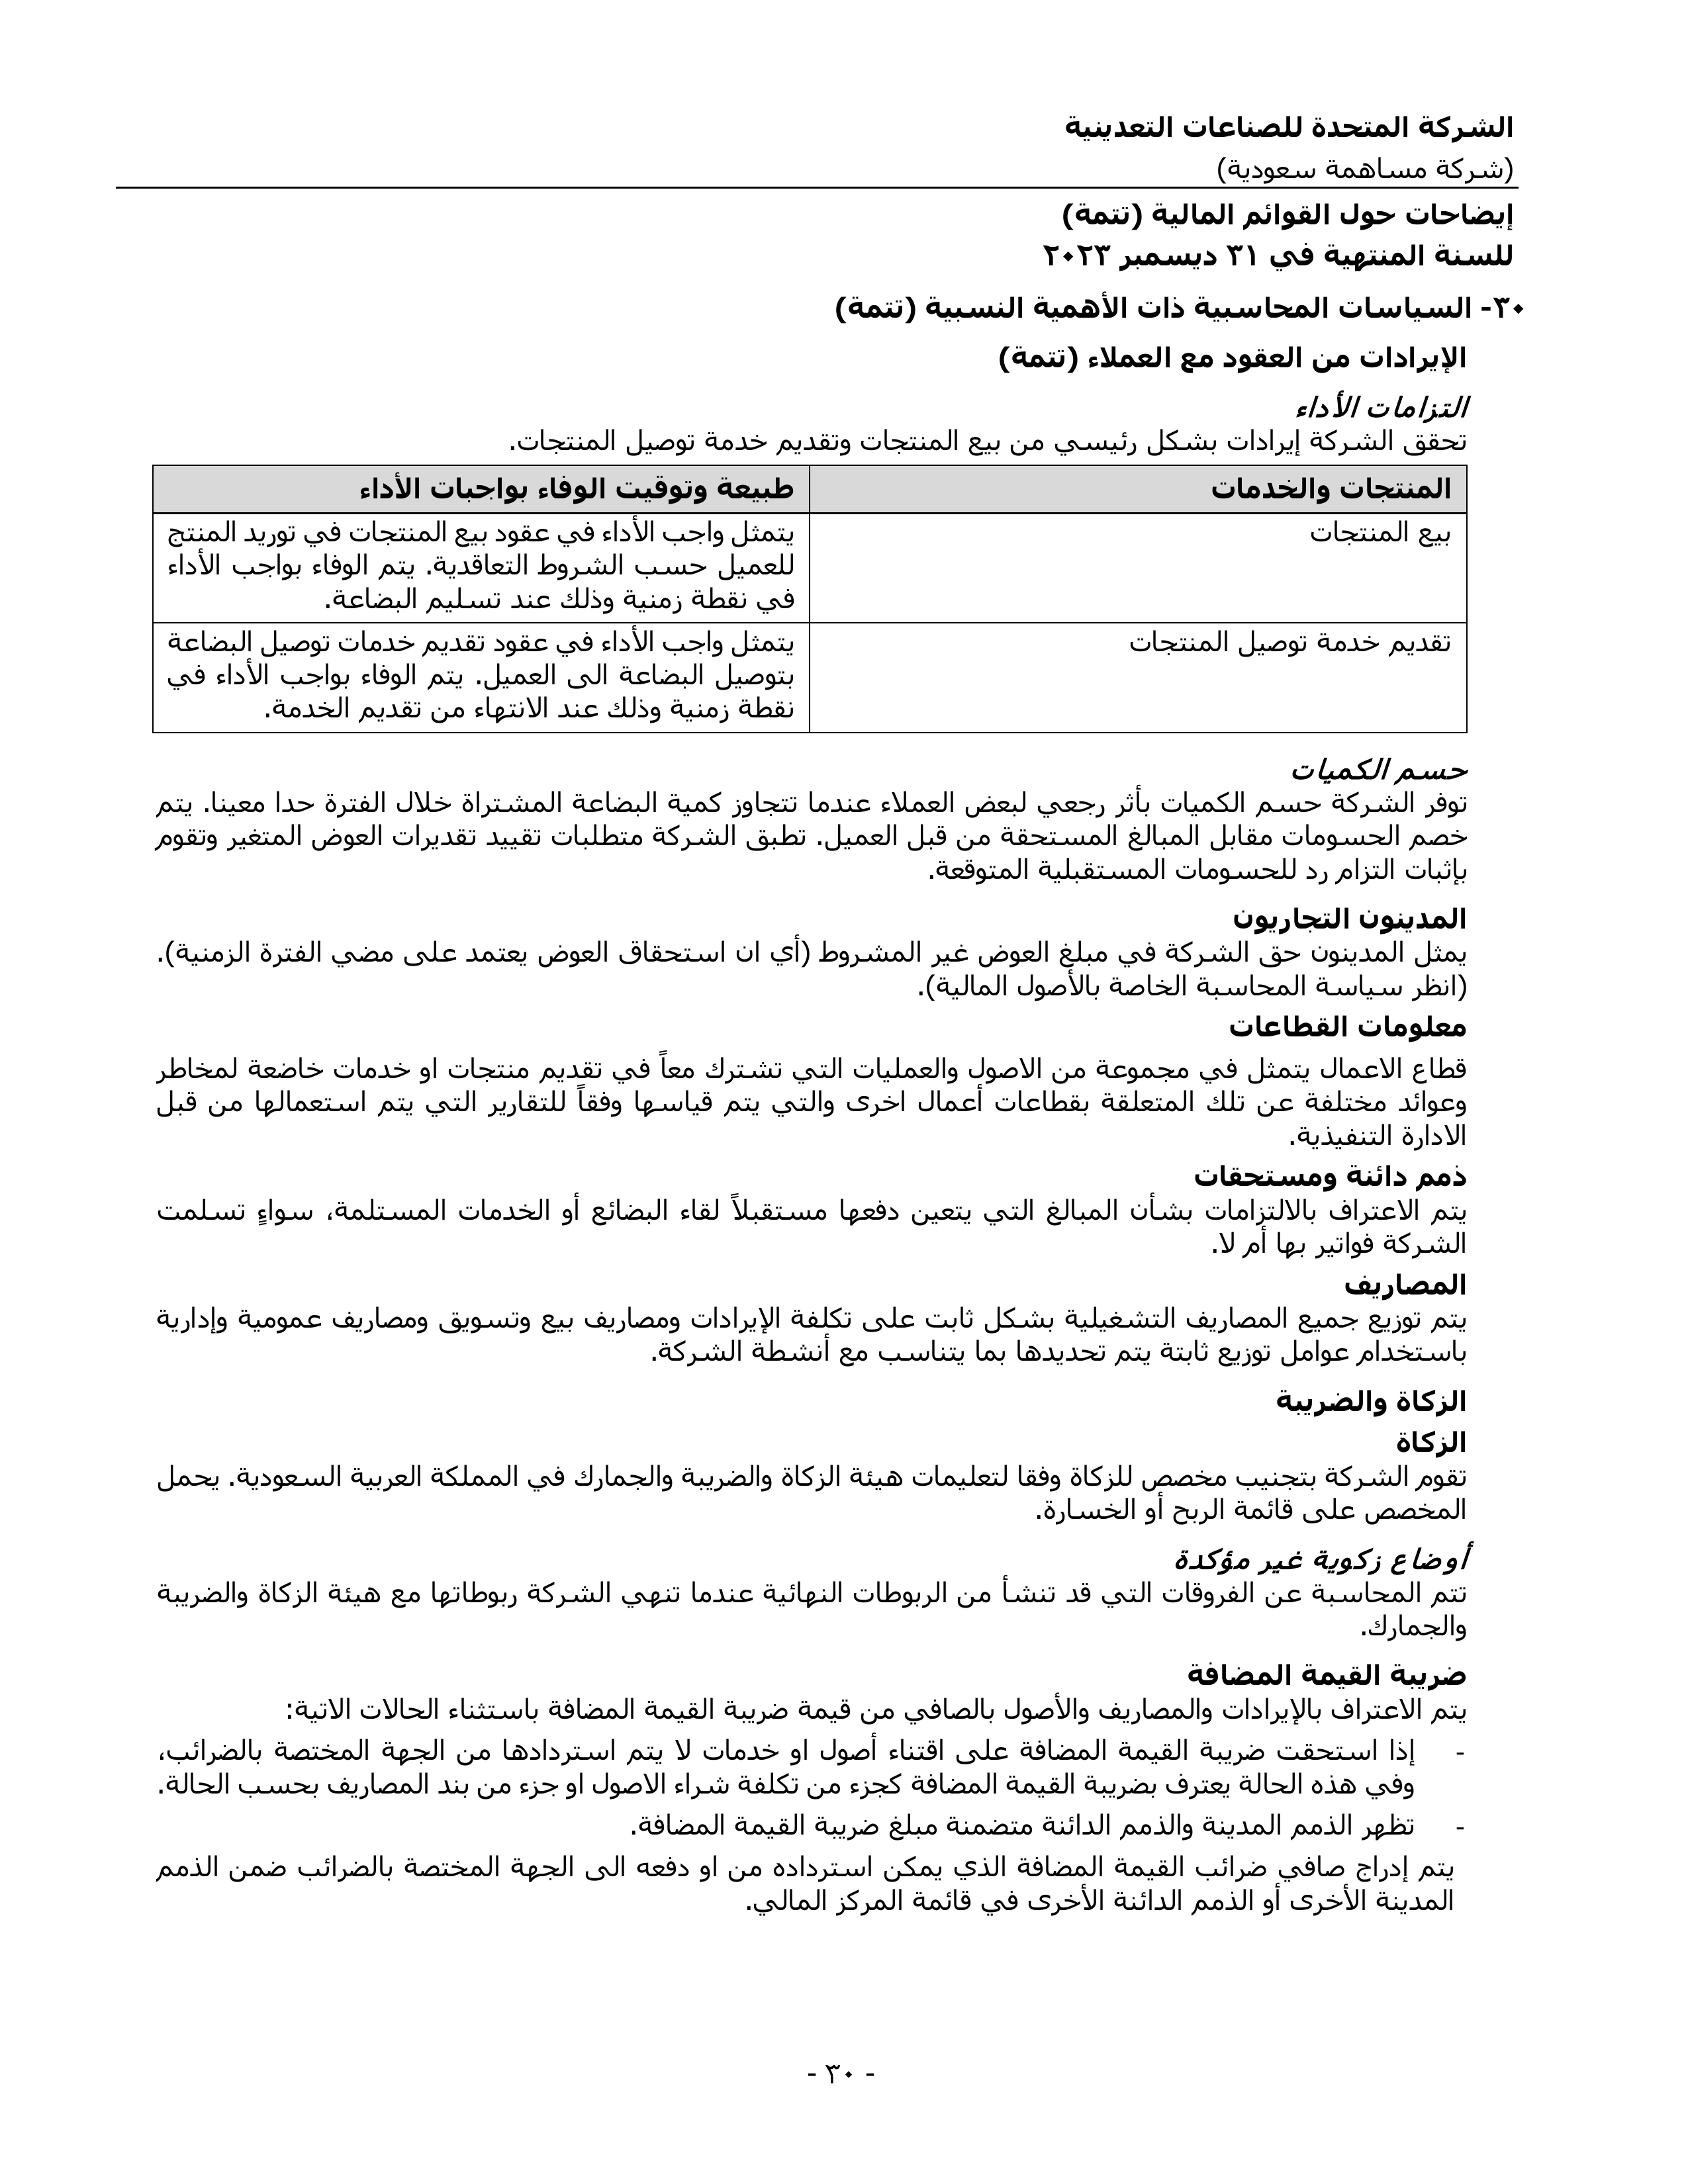 الشركة المتحدة للصناعات التعدينية
(شركة مساهمة سعودية)
إيضاحات حول القوائم المالية (تتمة)
للسنة المنتهية في ٣١ ديسمبر ٢٠٢٣
٣٠- السياسات المحاسبية ذات الأهمية النسبية (تتمة)
الإيرادات من العقود مع العملاء (تتمة)
التزامات الأداء
تحقق الشركة إيرادات بشكل رئيسي من بيع المنتجات وتقديم خدمة توصيل المنتجات.
المنتجات والخدمات
طبيعة وتوقيت الوفاء بواجبات الأداء
بيع المنتجات
يتمثل واجب الأداء في عقود بيع المنتجات في توريد المنتج
للعميل حسب الشروط التعاقدية. يتم الوفاء بواجب الأداء
في نقطة زمنية وذلك عند تسليم البضاعة.
تقديم خدمة توصيل المنتجات
يتمثل واجب الأداء في عقود تقديم خدمات توصيل البضاعة
بتوصيل البضاعة الى العميل. يتم الوفاء بواجب الأداء في
نقطة زمنية وذلك عند الانتهاء من تقديم الخدمة.
حسم الكميات
توفر الشركة حسم الكميات بأثر رجعي لبعض العملاء عندما تتجاوز كمية البضاعة المشتراة خلال الفترة حدا معينا. يتم
خصم الحسومات مقابل المبالغ المستحقة من قبل العميل. تطبق الشركة متطلبات تقييد تقديرات العوض المتغير وتقوم
بإثبات التزام رد للحسومات المستقبلية المتوقعة.
المدينون التجاريون
يمثل المدينون حق الشركة في مبلغ العوض غير المشروط (أي ان استحقاق العوض يعتمد على مضي الفترة الزمنية).
(انظر سياسة المحاسبة الخاصة بالأصول المالية).
معلومات القطاعات
قطاع الاعمال يتمثل في مجموعة من الاصول والعمليات التي تشترك معاً في تقديم منتجات او خدمات خاضعة لمخاطر
وعوائد مختلفة عن تلك المتعلقة بقطاعات أعمال اخرى والتي يتم قياسها وفقاً للتقارير التي يتم استعمالها من قبل
الادارة التنفيذية.
ذمم دائنة ومستحقات
يتم الاعتراف بالالتزامات بشأن المبالغ التي يتعين دفعها مستقبلاً لقاء البضائع أو الخدمات المستلمة، سواءٍ تسلمت
الشركة فواتير بها أم لا.
المصاريف
يتم توزيع جميع المصاريف التشغيلية بشكل ثابت على تكلفة الإيرادات ومصاريف بيع وتسويق ومصاريف عمومية وإدارية
باستخدام عوامل توزيع ثابتة يتم تحديدها بما يتناسب مع أنشطة الشركة.
الزكاة والضريبة
الزكاة
تقوم الشركة بتجنيب مخصص للزكاة وفقا لتعليمات هيئة الزكاة والضريبة والجمارك في المملكة العربية السعودية. يحمل
المخصص على قائمة الربح أو الخسارة.
أوضاع زكوية غير مؤكدة
تتم المحاسبة عن الفروقات التي قد تنشأ من الربوطات النهائية عندما تنهي الشركة ربوطاتها مع هيئة الزكاة والضريبة
والجمارك.
ضريبة القيمة المضافة
يتم الاعتراف بالإيرادات والمصاريف والأصول بالصافي من قيمة ضريبة القيمة المضافة باستثناء الحالات الاتية:
- إذا استحقت ضريبة القيمة المضافة على اقتناء أصول او خدمات لا يتم استردادها من الجهة المختصة بالضرائب،
وفي هذه الحالة يعترف بضريبة القيمة المضافة كجزء من تكلفة شراء الاصول او جزء من بند المصاريف بحسب الحالة.
- تظهر الذمم المدينة والذمم الدائنة متضمنة مبلغ ضريبة القيمة المضافة.
يتم إدراج صافي ضرائب القيمة المضافة الذي يمكن استرداده من او دفعه الى الجهة المختصة بالضرائب ضمن الذمم
المدينة الأخرى أو الذمم الدائنة الأخرى في قائمة المركز المالي.
- ٣٠ -